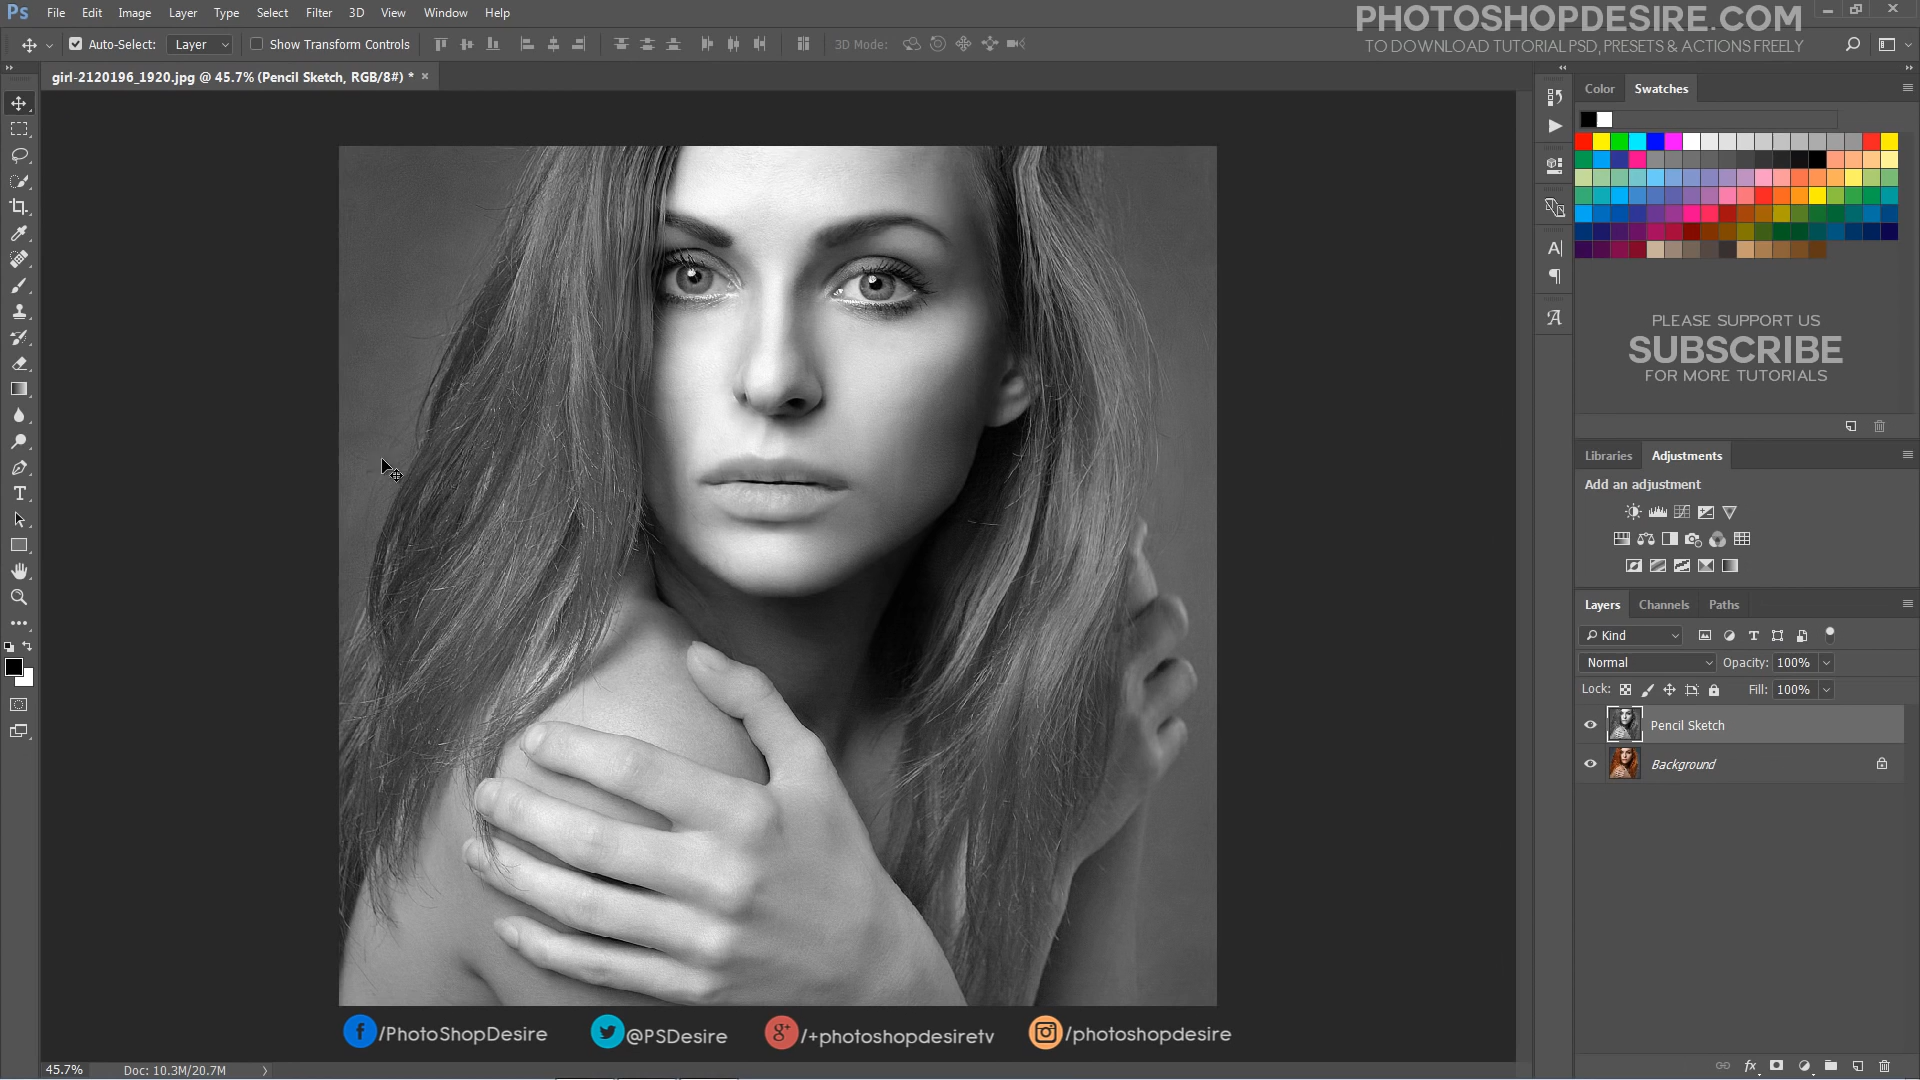 Ps File Edit Image Layer Type Select Filter 3D View Window Help
PHOTOSHOPDESIRE.COM
TO DOWNLOAD TUTORIAL PSD, PRESETS & ACTIONS FREELY
Auto-Select: Layer Show Transform Controls 3D Mode:
girl-2120196_1920.jpg @ 45.7% (Pencil Sketch, RGB/8#) * ×
Color Swatches
PLEASE SUPPORT US
SUBSCRIBE
FOR MORE TUTORIALS
Libraries Adjustments
Add an adjustment
Layers Channels Paths
Kind
Normal Opacity: 100%
Lock: Fill: 100%
Pencil Sketch
Background
fx
/PhotoShopDesire @PSDesire /+photoshopdesiretv /photoshopdesire
45.7% Doc: 10.3M/20.7M